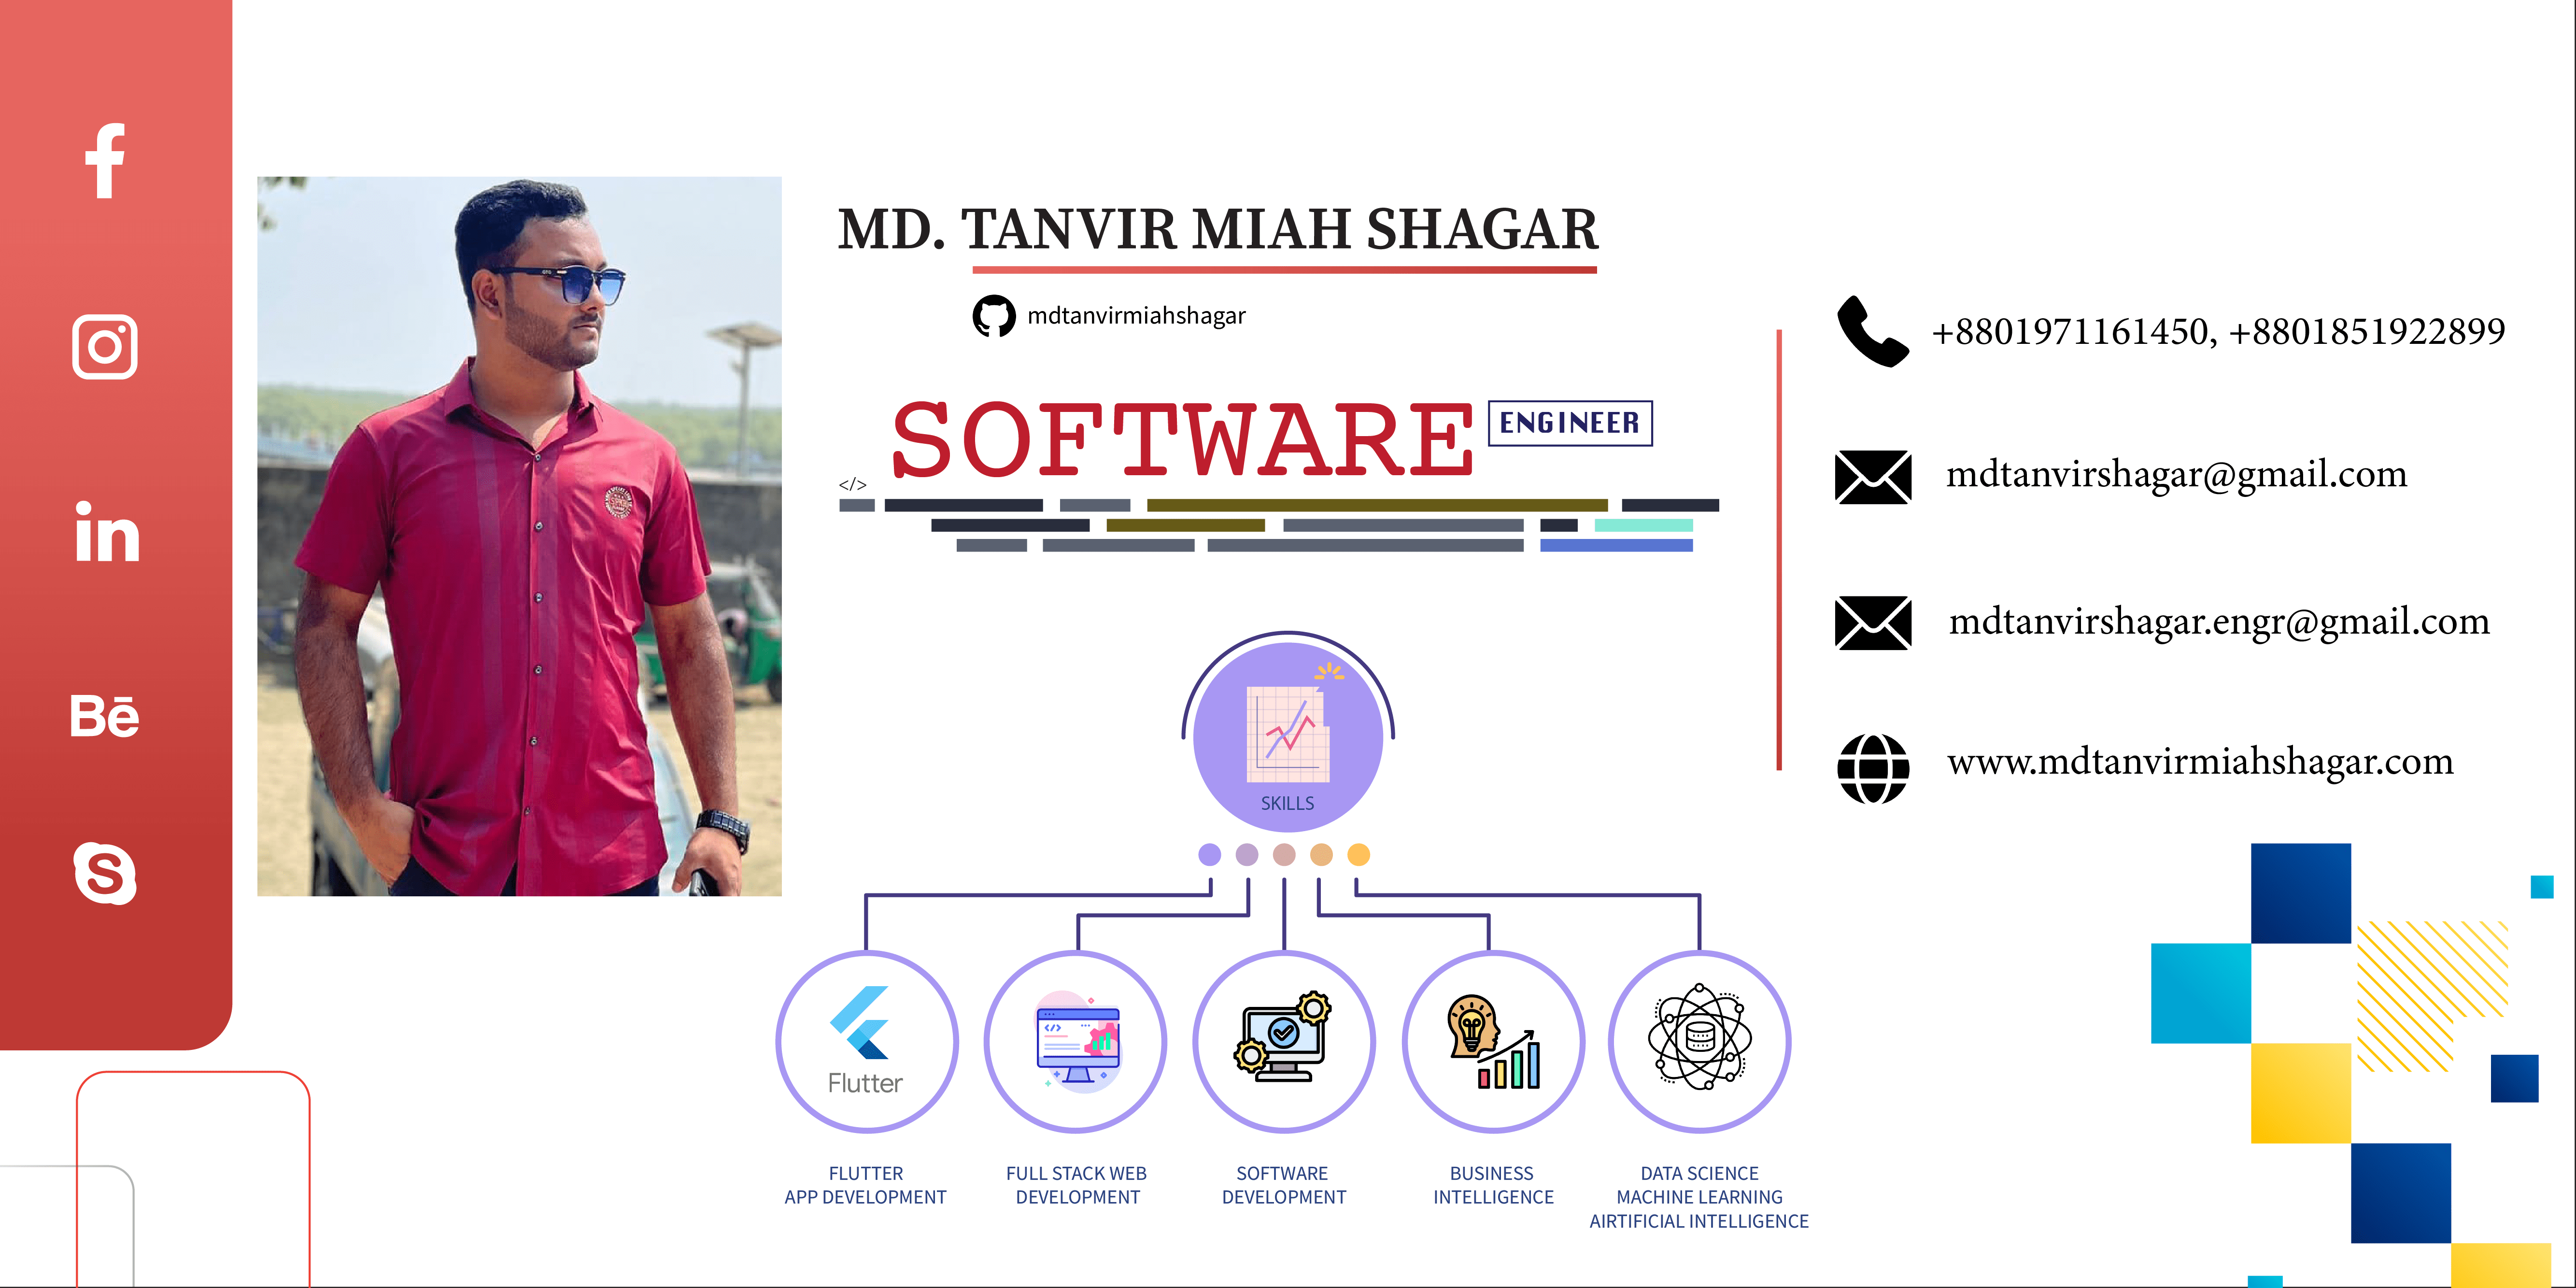 MD. TANVIR MIAH SHAGAR
mdtanvirmiahshagar
SOFTWARE ENGINEER
</>
+8801971161450, +8801851922899
mdtanvirshagar@gmail.com
mdtanvirshagar.engr@gmail.com
www.mdtanvirmiahshagar.com
f
in
Bē
S
SKILLS
Flutter
</>
FLUTTER
APP DEVELOPMENT
FULL STACK WEB
DEVELOPMENT
SOFTWARE
DEVELOPMENT
BUSINESS
INTELLIGENCE
DATA SCIENCE
MACHINE LEARNING
AIRTIFICIAL INTELLIGENCE